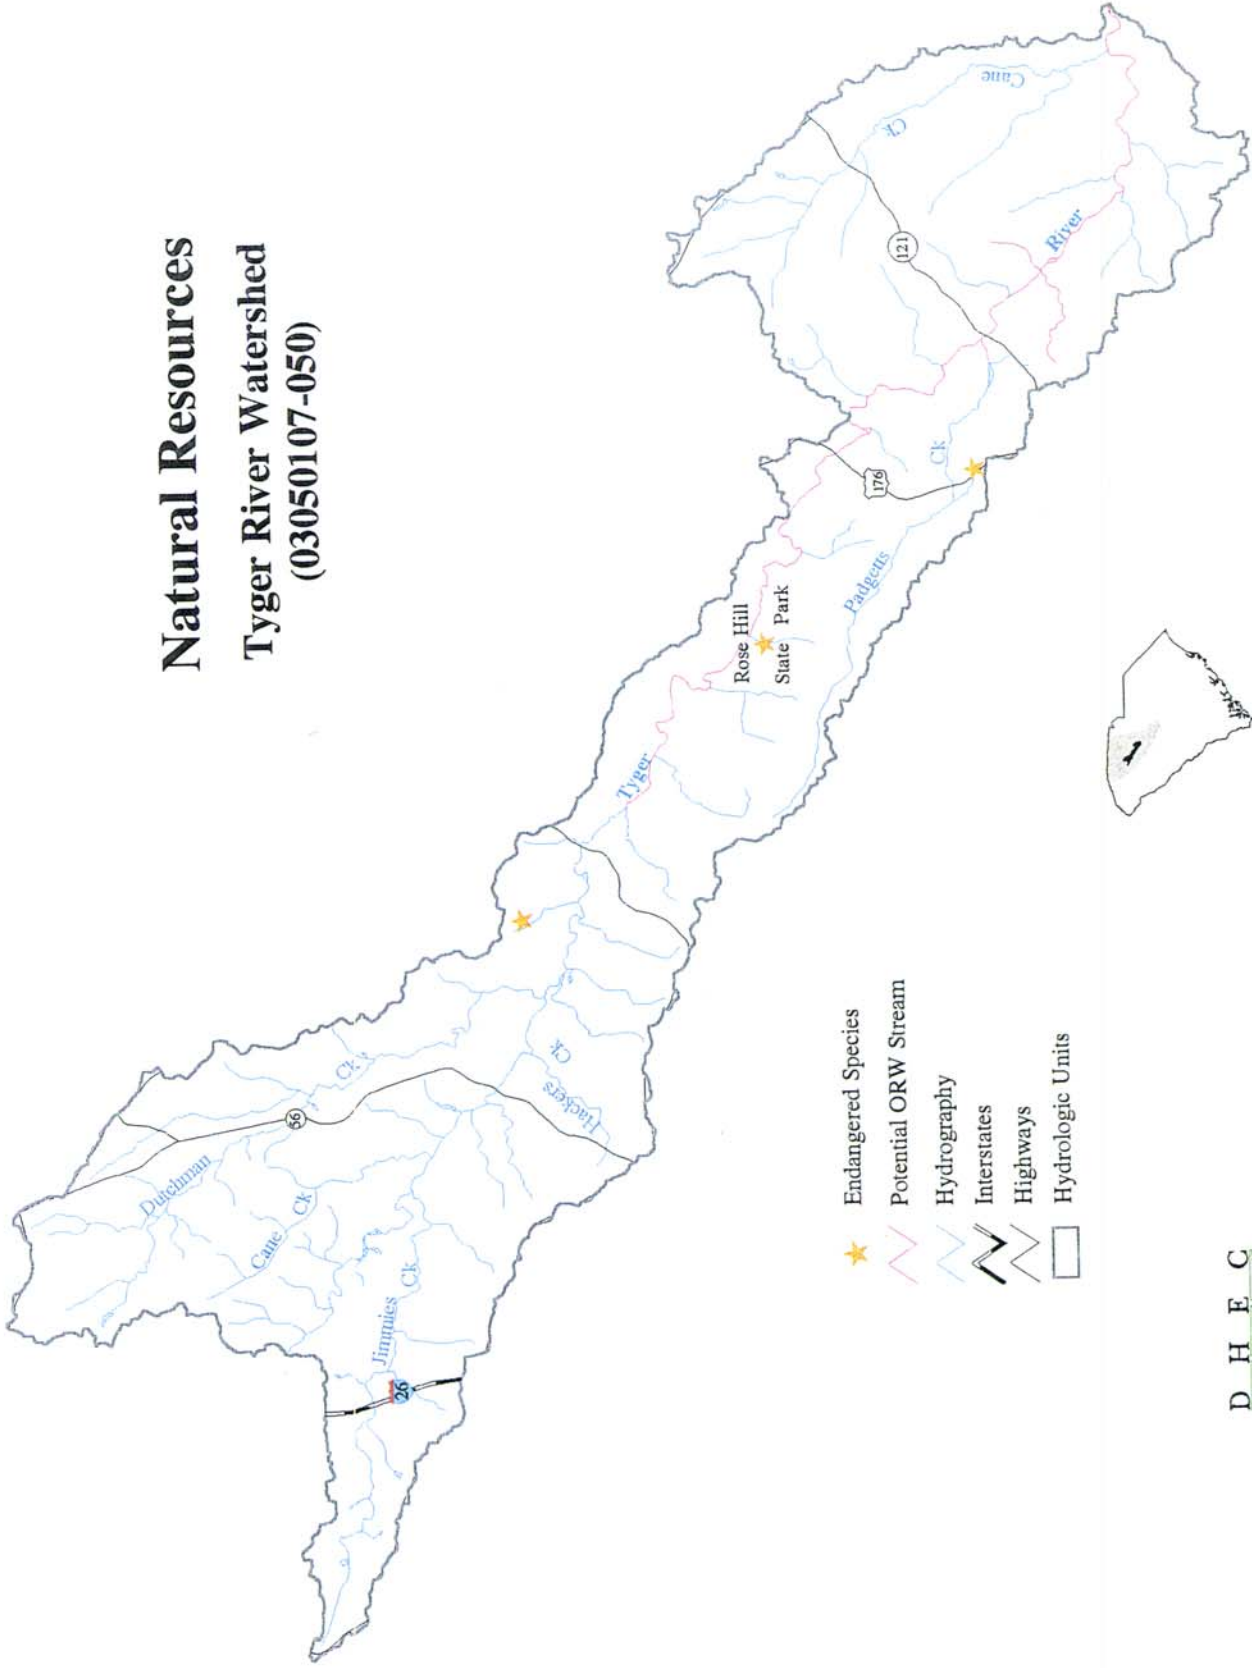 Natural Resources
Tyger River Watershed
(03050107-050)
Dutchman
Ck
56
Cane
Ck
Jimmies
Ck
26
Hackers
Ck
Tyger
Rose Hill
State Park
Padgetts
Ck
176
121
River
Cane
Ck
Endangered Species
Potential ORW Stream
Hydrography
Interstates
Highways
Hydrologic Units
D H E C